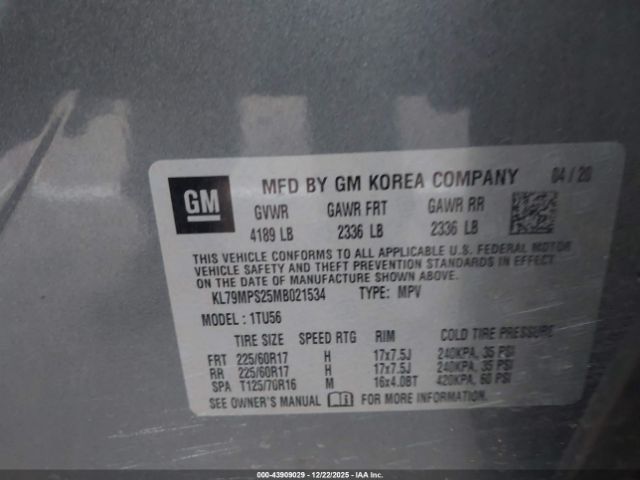 GM
MFD BY GM KOREA COMPANY 04 / 20
GVWR GAWR FRT GAWR RR
4189 LB 2336 LB 2336 LB
THIS VEHICLE CONFORMS TO ALL APPLICABLE U.S. FEDERAL MOTOR
VEHICLE SAFETY AND THEFT PREVENTION STANDARDS IN EFFECT
ON THE DATE OF MANUFACTURE SHOWN ABOVE.
KL79MPS25MB021534 TYPE: MPV
MODEL : 1TU56
TIRE SIZE SPEED RTG RIM COLD TIRE PRESSURE
FRT 225/60R17 H 17x7.5J 240KPA, 35 PSI
RR 225/60R17 H 17x7.5J 240KPA, 35 PSI
SPA T125/70R16 M 16x4.0BT 420KPA, 60 PSI
SEE OWNER'S MANUAL FOR MORE INFORMATION.
000-43909029 - 12/22/2025 - IAAI Inc.